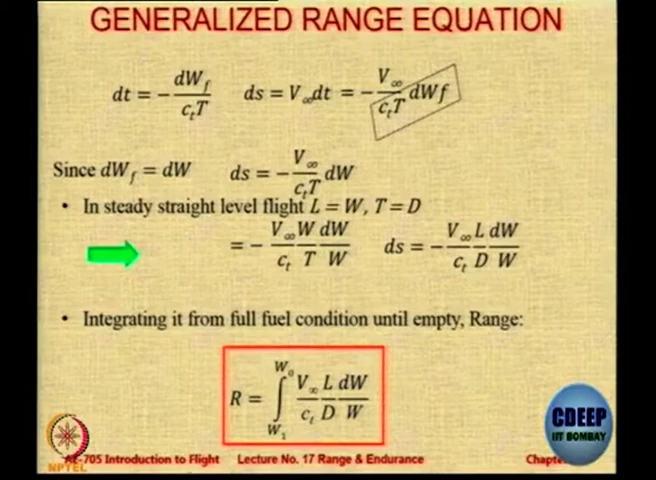 GENERALIZED RANGE EQUATION
dt = − dW_f / c_t T    ds = V_∞ dt = − V_∞ / c_t T dWf
Since dW_f = dW    ds = − V_∞ / c_t T dW
• In steady straight level flight L = W, T = D
= − V_∞ / c_t W / T dW / W    ds = − V_∞ / c_t L / D dW / W
• Integrating it from full fuel condition until empty, Range:
R = ∫_{W_1}^{W_0} V_∞ / c_t L / D dW / W
CDEEP
IIT BOMBAY
AE-705 Introduction to Flight Lecture No. 17 Range & Endurance
NPTEL